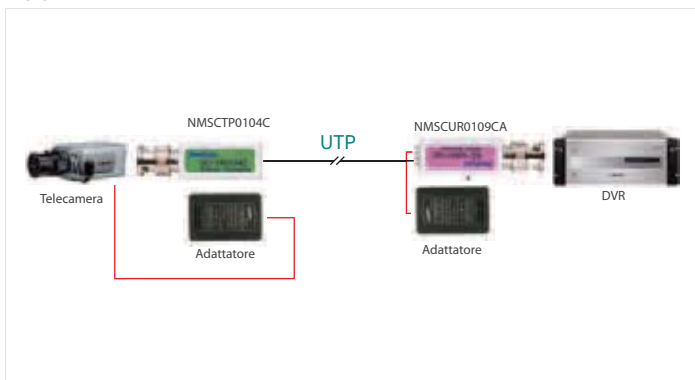 NMSCTP0104C
NMSCUR0109CA
UTP
Telecamera
DVR
Adattatore
Adattatore